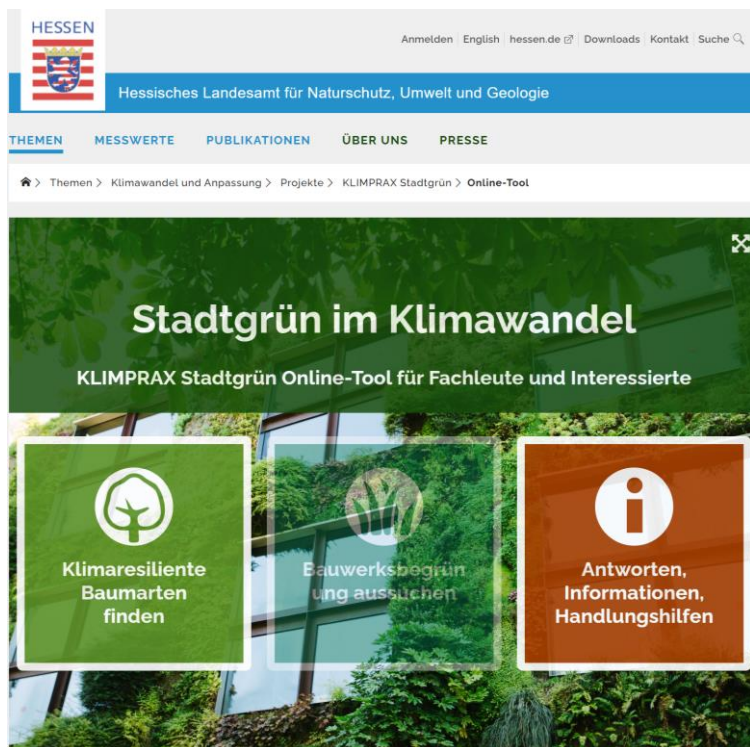 HESSEN
Anmelden English hessen.de Downloads Kontakt Suche
Hessisches Landesamt für Naturschutz, Umwelt und Geologie
THEMEN MESSWERTE PUBLIKATIONEN ÜBER UNS PRESSE
> Themen > Klimawandel und Anpassung > Projekte > KLIMPRAX Stadtgrün > Online-Tool
Stadtgrün im Klimawandel
KLIMPRAX Stadtgrün Online-Tool für Fachleute und Interessierte
Klimaresiliente
Baumarten
finden
Bauwerksbegrün
ung aussuchen
Antworten,
Informationen,
Handlungshilfen